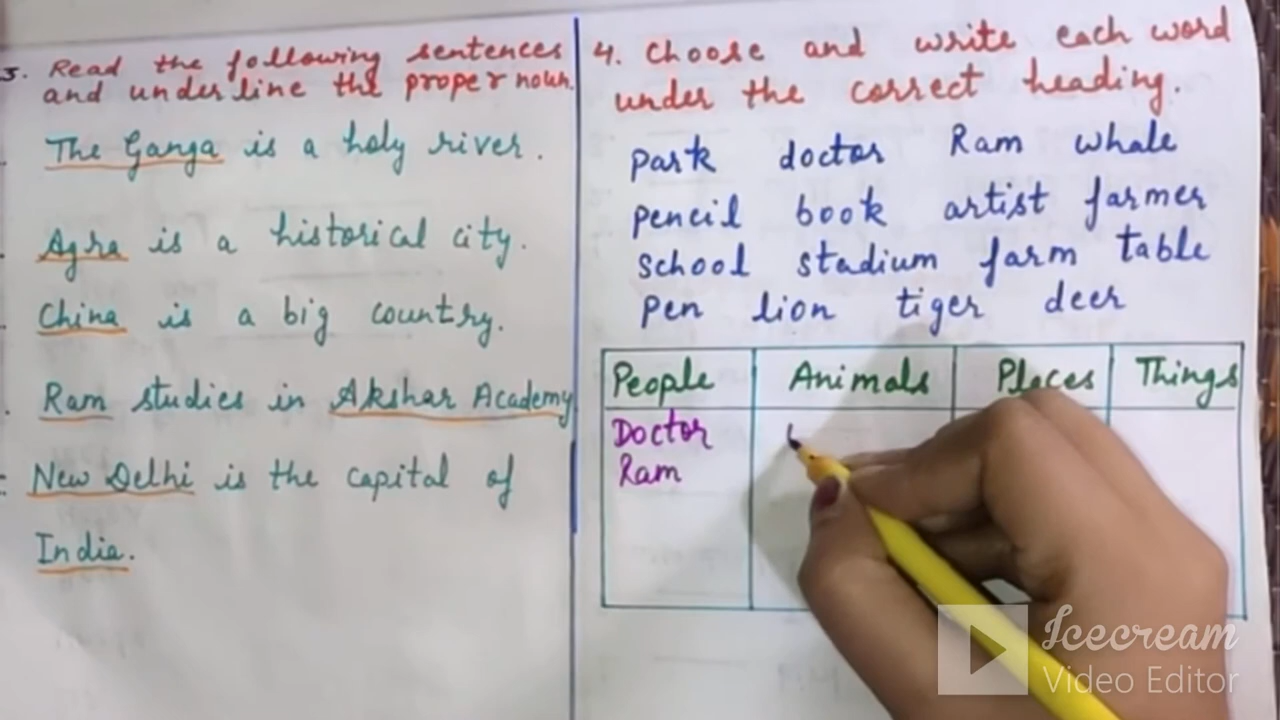 3. Read the following sentences
and underline the proper noun.
The Ganga is a holy river.
Agra is a historical city.
China is a big country.
Ram studies in Akshar Academy
New Delhi is the capital of
India.
4. Choose and write each word
under the correct heading.
park doctor Ram whale
pencil book artist farmer
school stadium farm table
pen lion tiger deer
People Animals Places Things
Doctor
Ram
Icecream
Video Editor